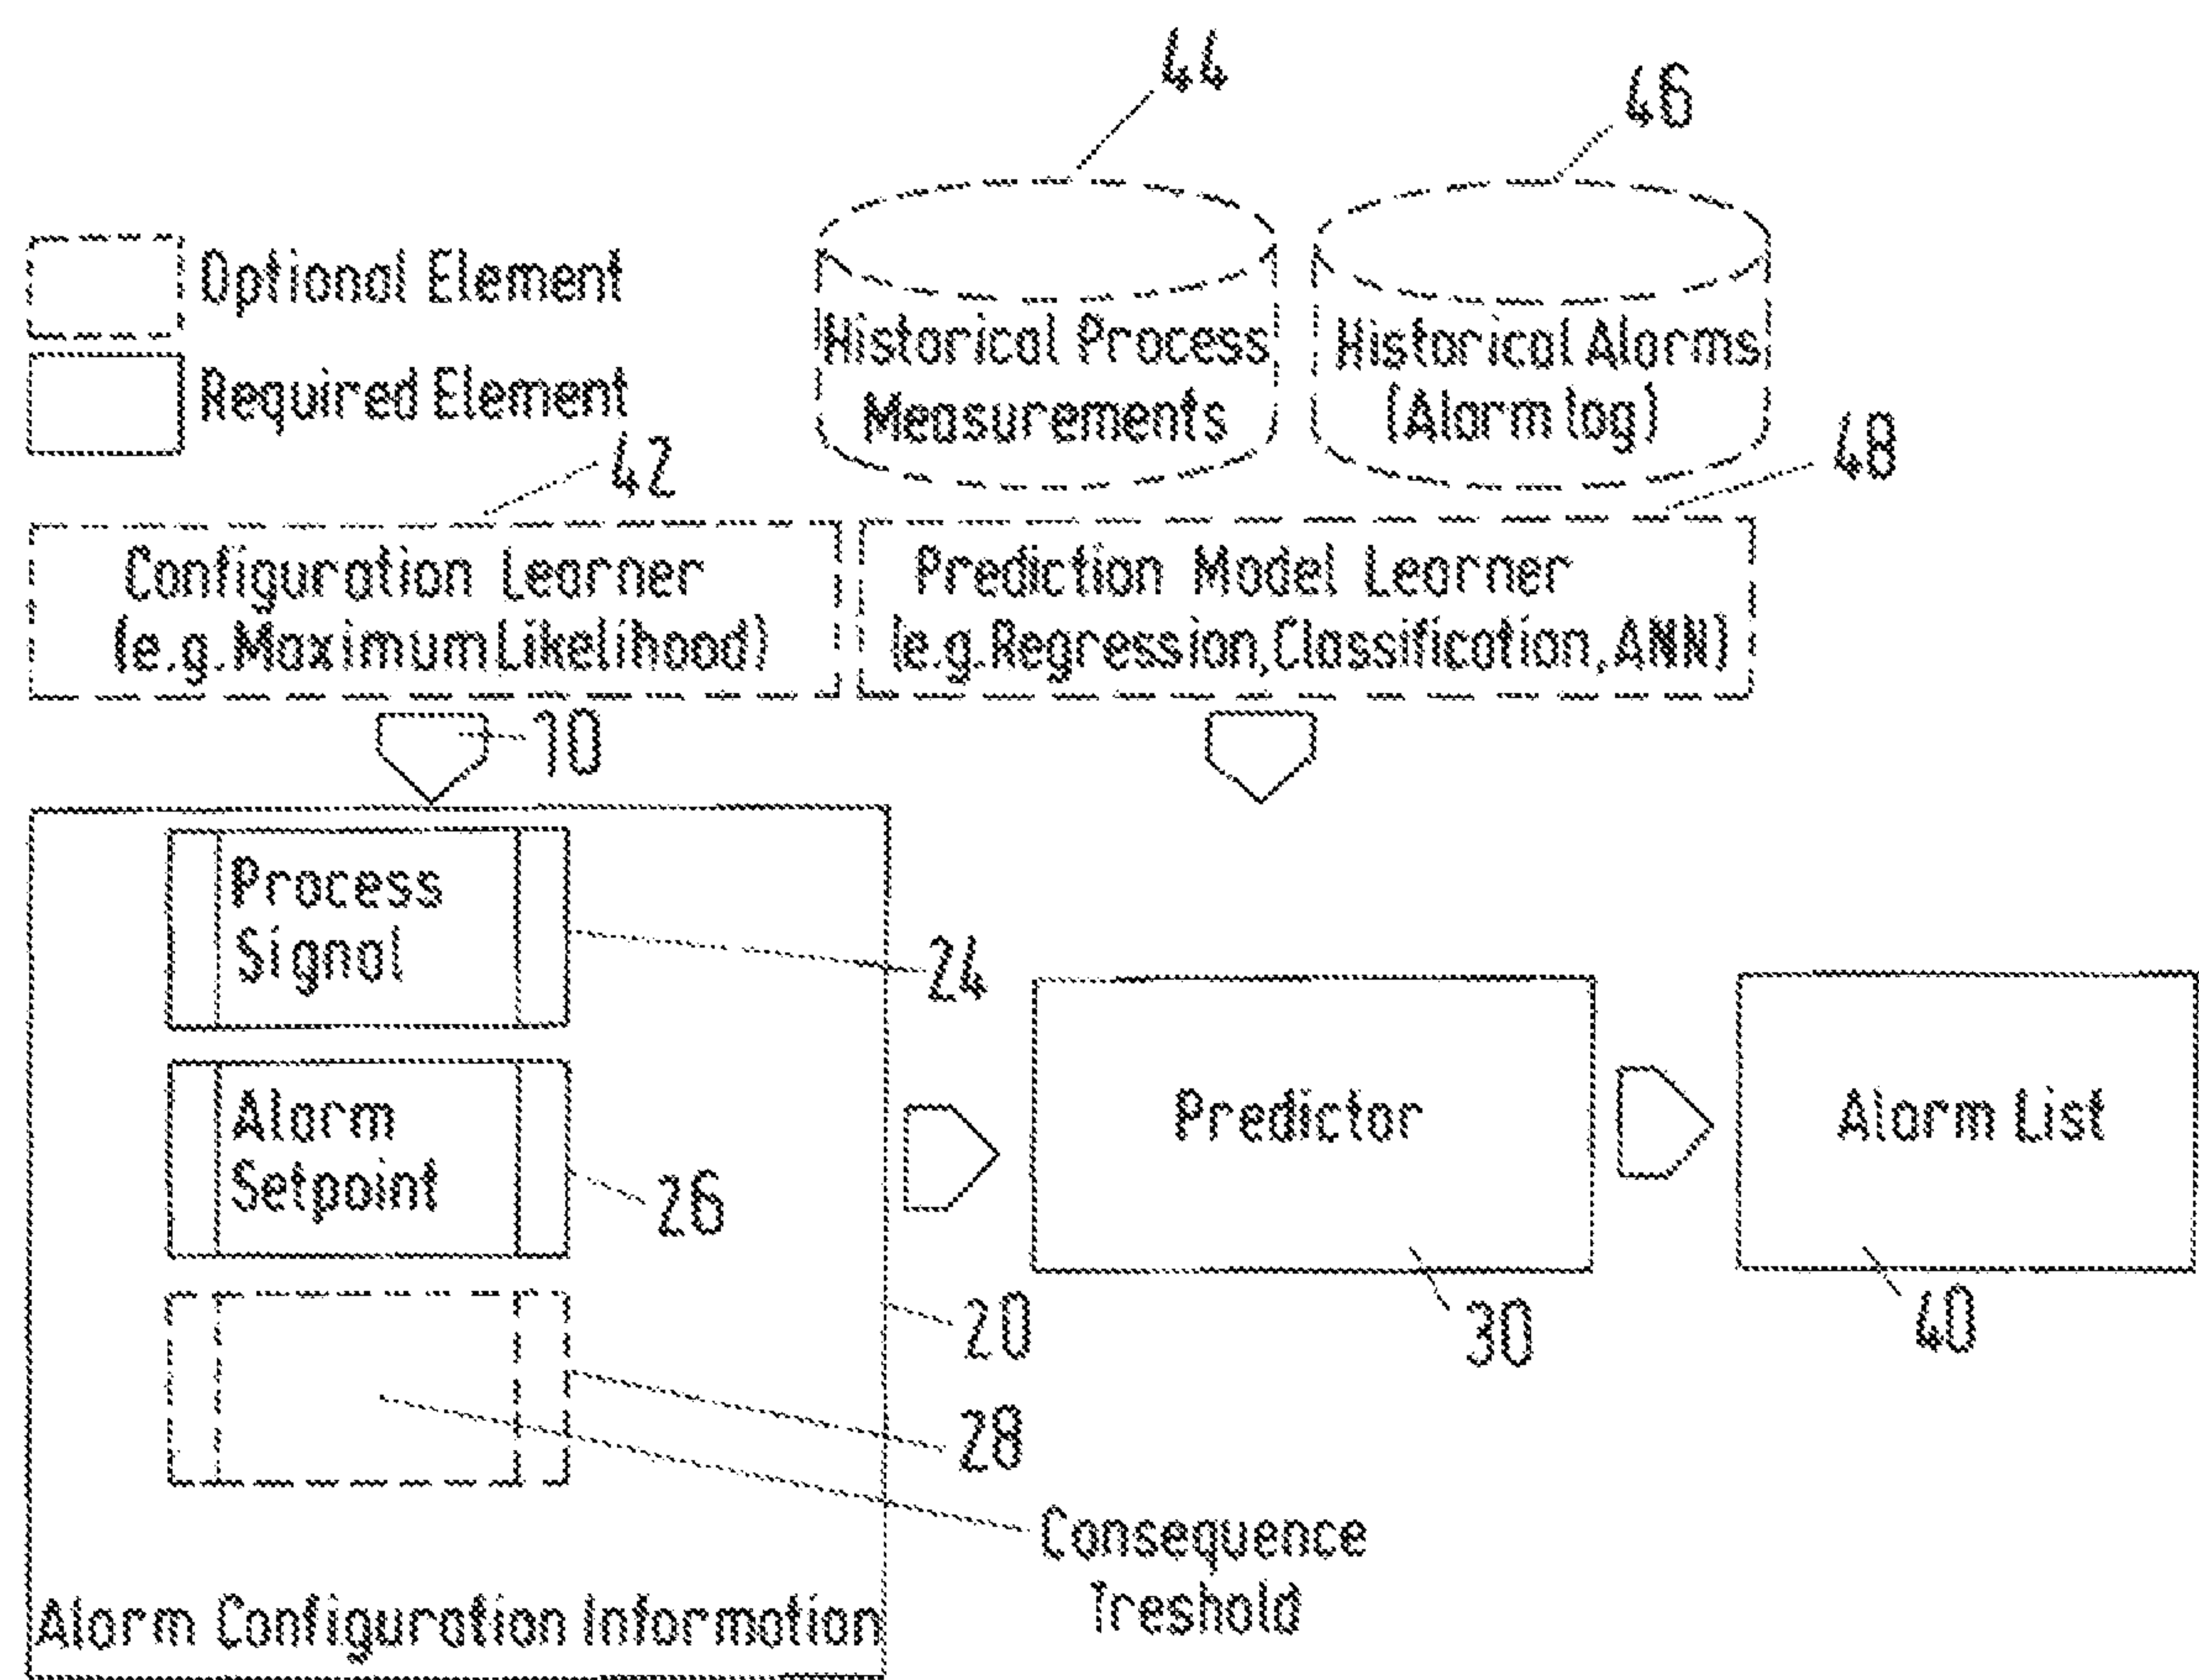 44
46
Optional Element
Required Element
Historical Process
Measurements
Historical Alarms
(Alarm log)
42
48
Configuration Learner
(e.g. Maximum Likelihood)
Prediction Model Learner
(e.g. Regression, Classification, ANN)
10
Process
Signal
24
Alarm
Setpoint
26
Predictor
Alarm List
20
30
40
28
Consequence
Treshold
Alarm Configuration Information